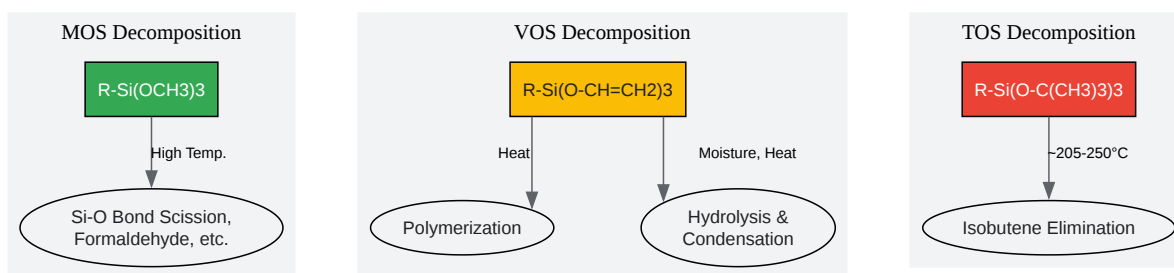 MOS Decomposition
R-Si(OCH3)3
High Temp.
Si-O Bond Scission,
Formaldehyde, etc.
VOS Decomposition
R-Si(O-CH=CH2)3
Heat
Moisture, Heat
Polymerization
Hydrolysis &
Condensation
TOS Decomposition
R-Si(O-C(CH3)3)3
~205-250°C
Isobutene Elimination